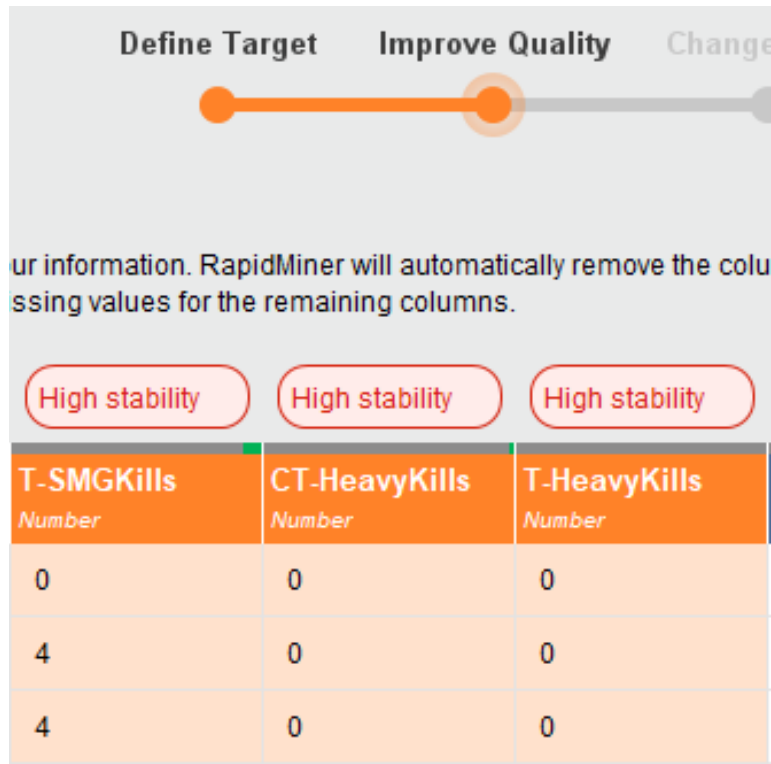 Define Target Improve Quality Change
ur information. RapidMiner will automatically remove the colu
ssing values for the remaining columns.
High stability High stability High stability
T-SMGKills CT-HeavyKills T-HeavyKills
Number Number Number
0 0 0
4 0 0
4 0 0